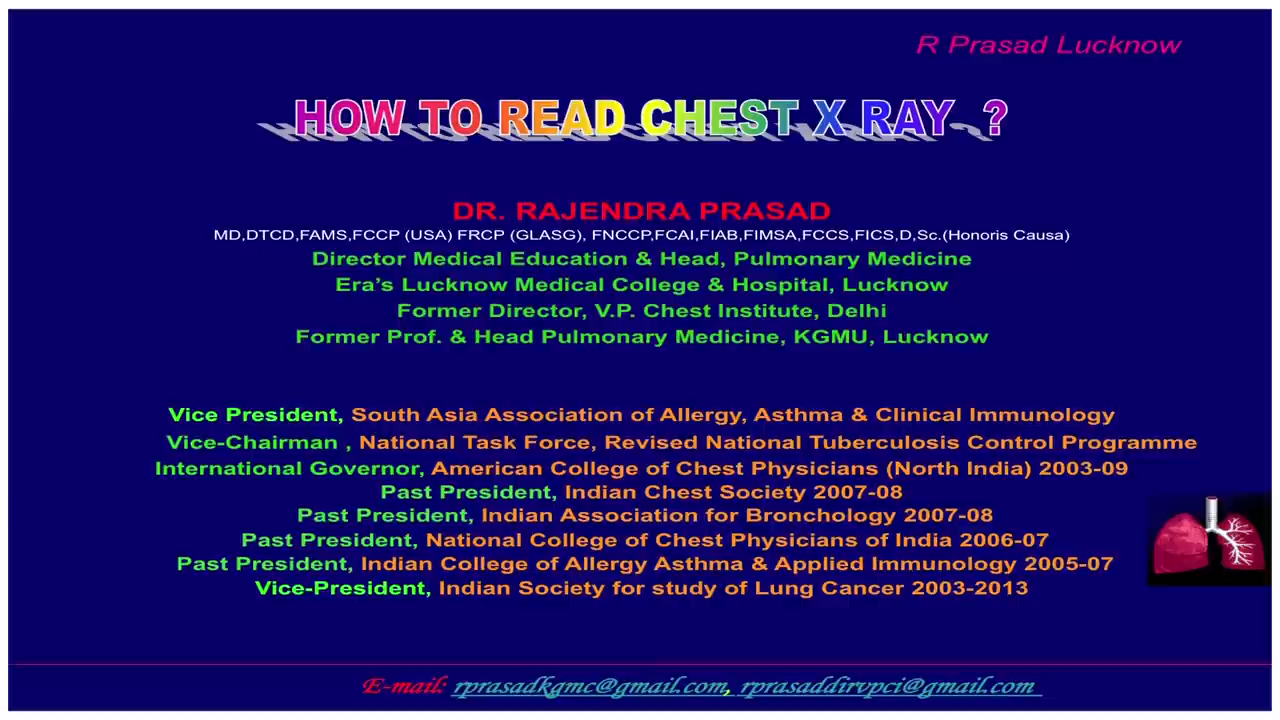 R Prasad Lucknow
HOW TO READ CHEST X RAY ?
DR. RAJENDRA PRASAD
MD,DTCD,FAMS,FCCP (USA) FRCP (GLASG), FNCCP,FCAI,FIAB,FIMSA,FCCS,FICS,D,Sc.(Honoris Causa)
Director Medical Education & Head, Pulmonary Medicine
Era's Lucknow Medical College & Hospital, Lucknow
Former Director, V.P. Chest Institute, Delhi
Former Prof. & Head Pulmonary Medicine, KGMU, Lucknow
Vice President, South Asia Association of Allergy, Asthma & Clinical Immunology
Vice-Chairman , National Task Force, Revised National Tuberculosis Control Programme
International Governor, American College of Chest Physicians (North India) 2003-09
Past President, Indian Chest Society 2007-08
Past President, Indian Association for Bronchology 2007-08
Past President, National College of Chest Physicians of India 2006-07
Past President, Indian College of Allergy Asthma & Applied Immunology 2005-07
Vice-President, Indian Society for study of Lung Cancer 2003-2013
E-mail: rprasadkgmc@gmail.com, rprasaddirvpci@gmail.com